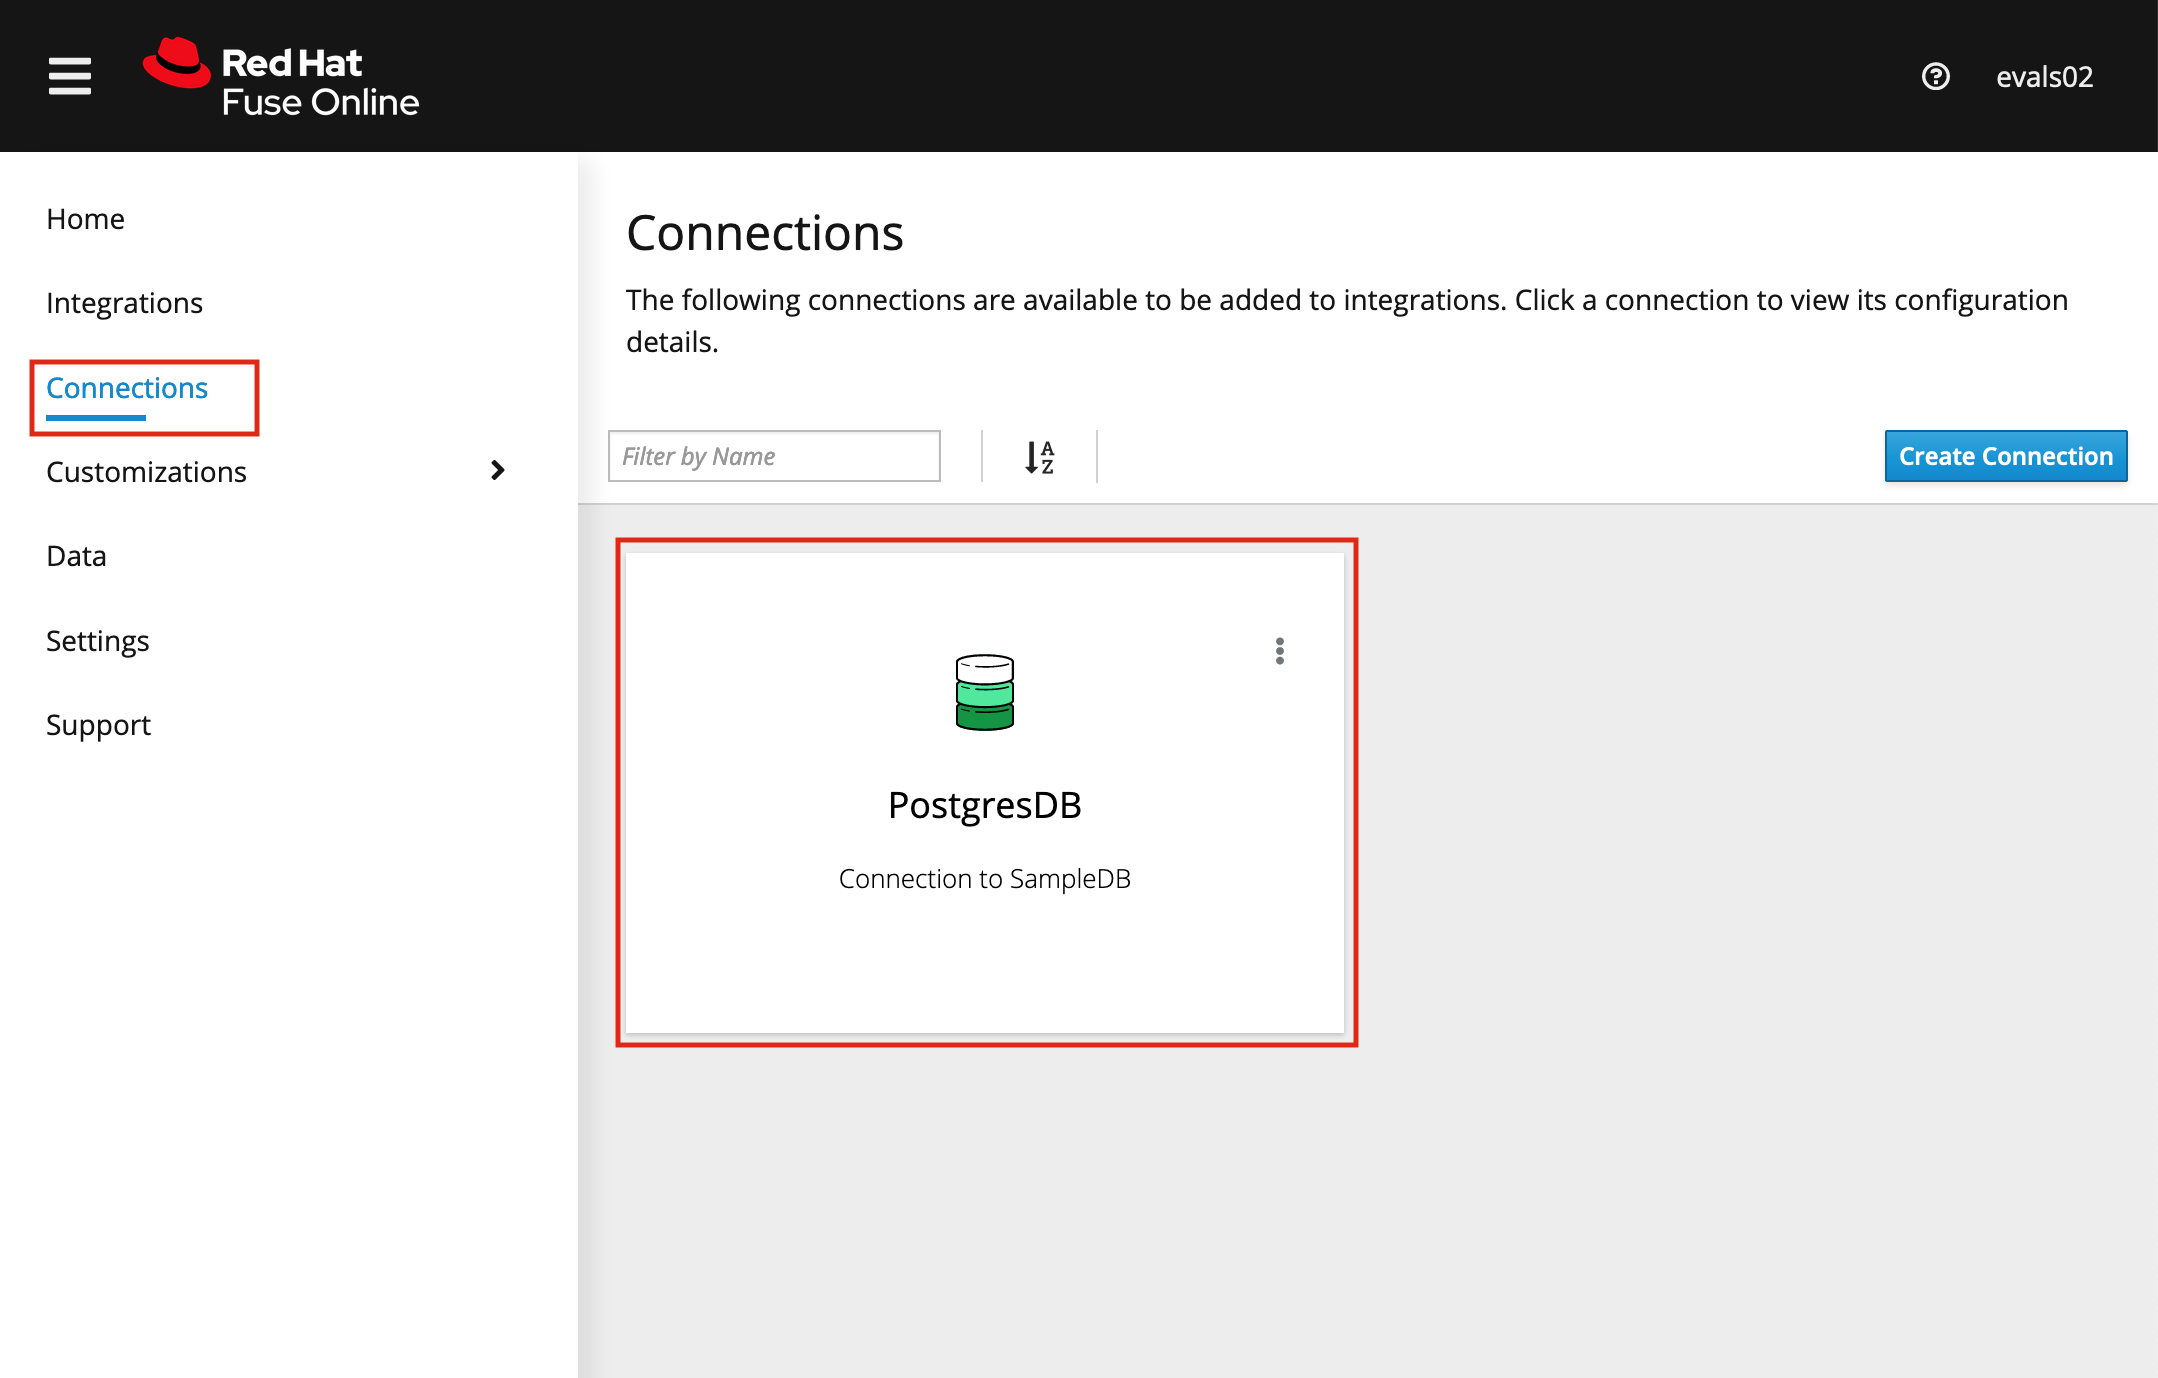 Red Hat
Fuse Online
evals02
Home
Integrations
Connections
Customizations
Data
Settings
Support
Connections
The following connections are available to be added to integrations. Click a connection to view its configuration
details.
Filter by Name
A
Z
Create Connection
PostgresDB
Connection to SampleDB